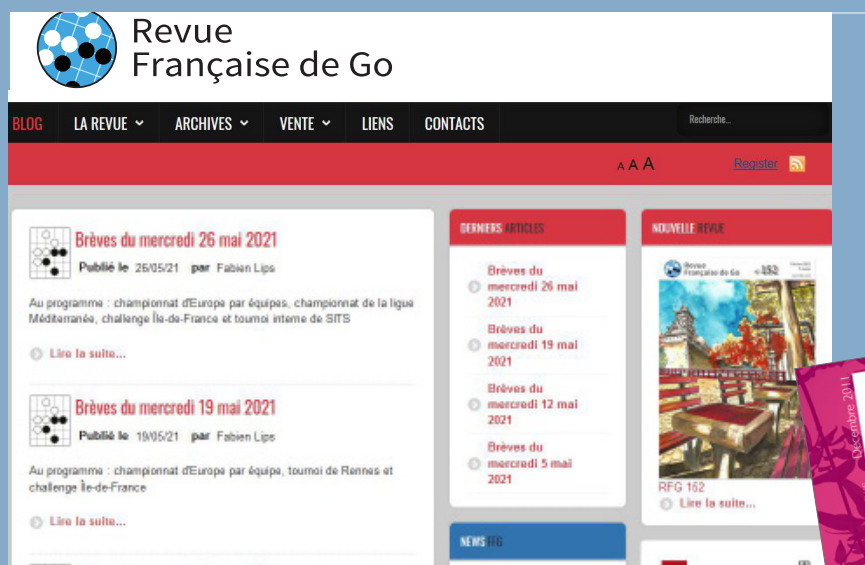 Revue
Française de Go
BLOG LA REVUE ARCHIVES VENTE LIENS CONTACTS Recherche...
A A A Register
Brèves du mercredi 26 mai 2021
Publié le 26/05/21 par Fabien Lips
Au programme : championnat d'Europe par équipes, championnat de la ligue
Méditerranée, challenge Île-de-France et tournoi interne de SITS
Lire la suite...
Brèves du mercredi 19 mai 2021
Publié le 19/05/21 par Fabien Lips
Au programme : championnat d'Europe par équipe, tournoi de Rennes et
challenge Île-de-France
Lire la suite...
DERNIERS ARTICLES
Brèves du
mercredi 26 mai
2021
Brèves du
mercredi 19 mai
2021
Brèves du
mercredi 12 mai
2021
Brèves du
mercredi 5 mai
2021
NEWS FFG
NOUVELLE REVUE
Revue
Française de Go 152
RFG 152
Lire la suite...
Décembre 2011